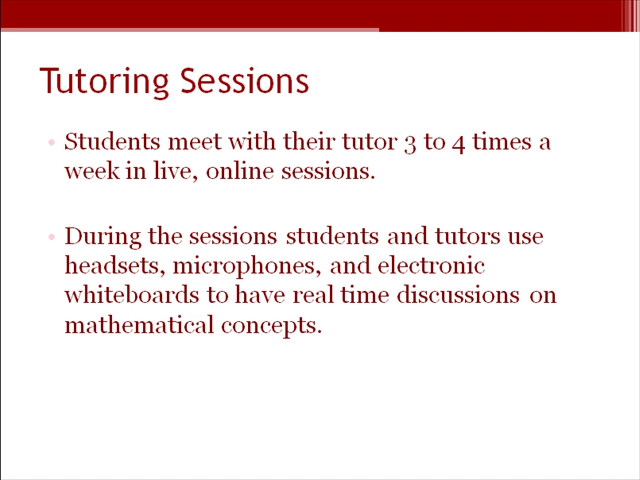 Tutoring Sessions
• Students meet with their tutor 3 to 4 times a
week in live, online sessions.
• During the sessions students and tutors use
headsets, microphones, and electronic
whiteboards to have real time discussions on
mathematical concepts.